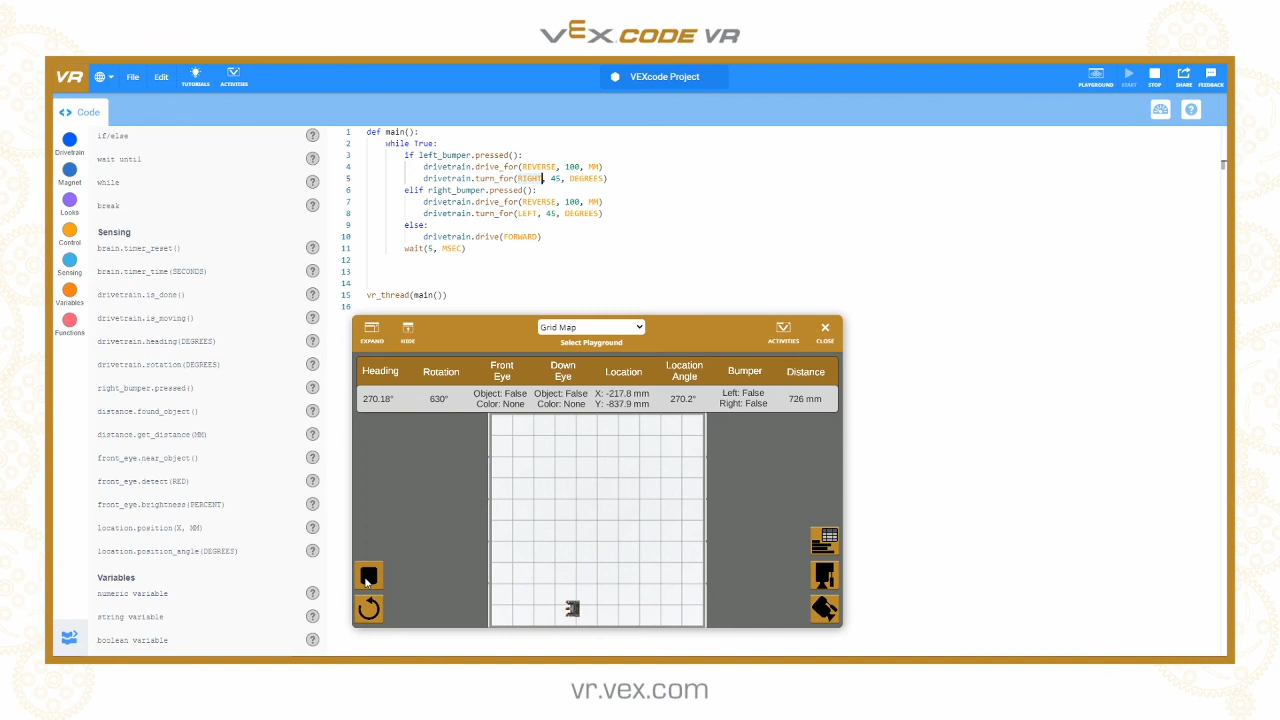 VEX CODE VR
VR File Edit TUTORIALS ACTIVITIES VEXcode Project PLAYGROUND START STOP SHARE FEEDBACK
<> Code
Drivetrain
Magnet
Looks
Control
Sensing
Variables
Functions
if/else ?
wait until ?
while ?
break ?
Sensing
brain.timer_reset() ?
brain.timer_time(SECONDS) ?
drivetrain.is_done() ?
drivetrain.is_moving() ?
drivetrain.heading(DEGREES) ?
drivetrain.rotation(DEGREES) ?
right_bumper.pressed() ?
distance.found_object() ?
distance.get_distance(MM) ?
front_eye.near_object() ?
front_eye.detect(RED) ?
front_eye.brightness(PERCENT) ?
location.position(X, MM) ?
location.position_angle(DEGREES) ?
Variables
numeric variable ?
string variable ?
boolean variable ?
1 def main():
2 while True:
3 if left_bumper.pressed():
4 drivetrain.drive_for(REVERSE, 100, MM)
5 drivetrain.turn_for(RIGHT, 45, DEGREES)
6 elif right_bumper.pressed():
7 drivetrain.drive_for(REVERSE, 100, MM)
8 drivetrain.turn_for(LEFT, 45, DEGREES)
9 else:
10 drivetrain.drive(FORWARD)
11 wait(5, MSEC)
12
13
14
15 vr_thread(main())
16
EXPAND HIDE Grid Map ACTIVITIES CLOSE
Select Playground
Heading Rotation Front Eye Down Eye Location Location Angle Bumper Distance
270.18° 630° Object: False Object: False X: -217.8 mm 270.2° Left: False 726 mm
Color: None Color: None Y: -837.9 mm Right: False
vr.vex.com